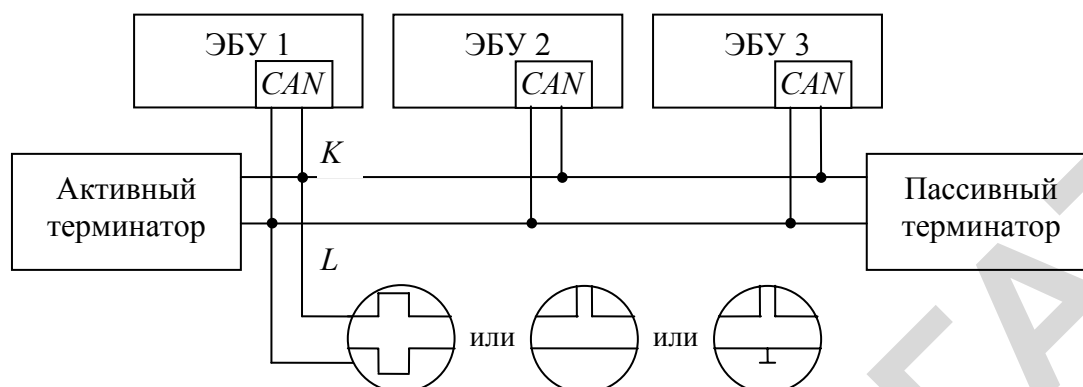 ЭБУ 1 ЭБУ 2 ЭБУ 3
CAN CAN CAN
K
Активный
терминатор
Пассивный
терминатор
L
или или